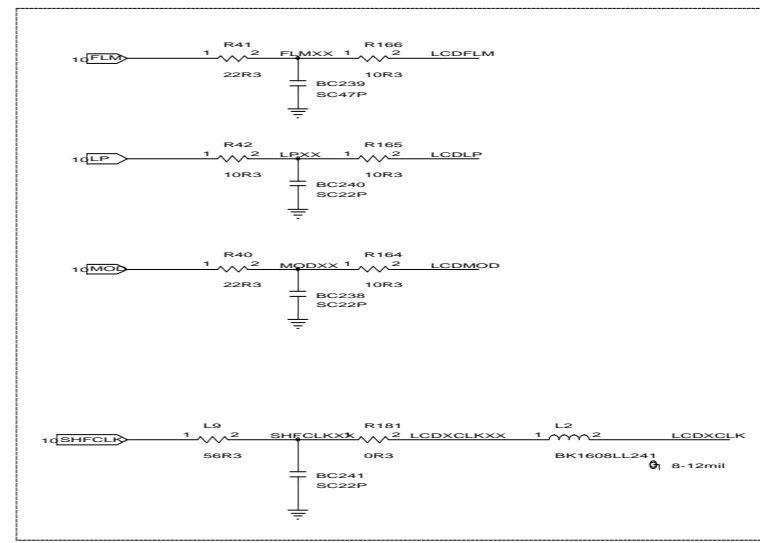 R41 R166
10 FLM 1 2 FLMXX 1 2 LCDFLM
22R3 BC239 10R3
SC47P
R42 R165
10 LP 1 2 LPXX 1 2 LCDLP
10R3 BC240 10R3
SC22P
R40 R164
10 MOD 1 2 MODXX 1 2 LCDMOD
22R3 BC238 10R3
SC22P
L9 R181 L2
10 SHFCLK 1 2 SHFCLKXX 1 2 LCDXCLKXX 1 2 LCDXCLK
56R3 BC241 0R3 BK1608LL241
SC22P 8-12mil